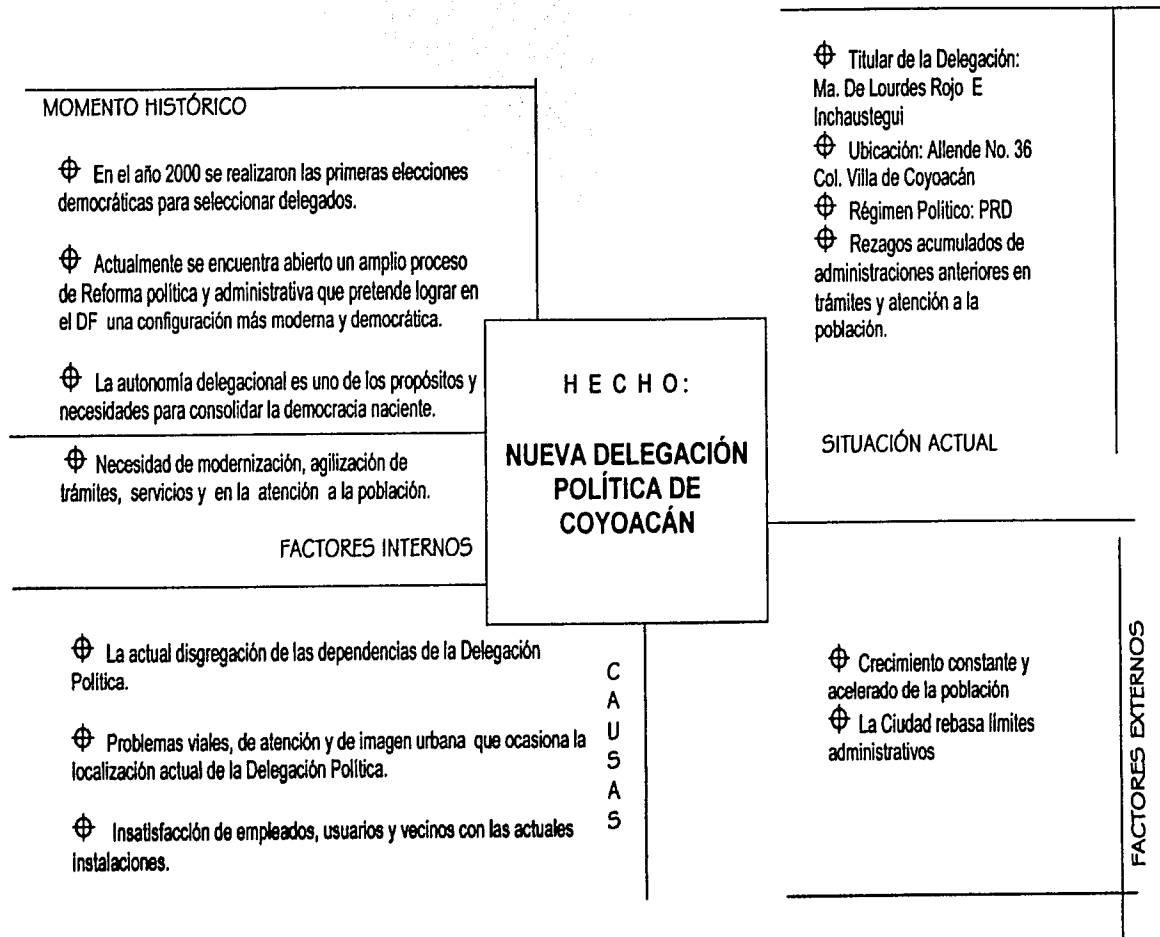 MOMENTO HISTÓRICO
En el año 2000 se realizaron las primeras elecciones
democráticas para seleccionar delegados.
Actualmente se encuentra abierto un amplio proceso
de Reforma política y administrativa que pretende lograr en
el DF una configuración más moderna y democrática.
La autonomía delegacional es uno de los propósitos y
necesidades para consolidar la democracia naciente.
Necesidad de modernización, agilización de
trámites, servicios y en la atención a la población.
FACTORES INTERNOS
La actual disgregación de las dependencias de la Delegación
Política.
Problemas viales, de atención y de imagen urbana que ocasiona la
localización actual de la Delegación Política.
Insatisfacción de empleados, usuarios y vecinos con las actuales
instalaciones.
CAUSAS
HECHO:
NUEVA DELEGACIÓN
POLÍTICA DE
COYOACÁN
Titular de la Delegación:
Ma. De Lourdes Rojo E
Inchaustegui
Ubicación: Allende No. 36
Col. Villa de Coyoacán
Régimen Politico: PRD
Rezagos acumulados de
administraciones anteriores en
trámites y atención a la
población.
SITUACIÓN ACTUAL
Crecimiento constante y
acelerado de la población
La Ciudad rebasa límites
administrativos
FACTORES EXTERNOS